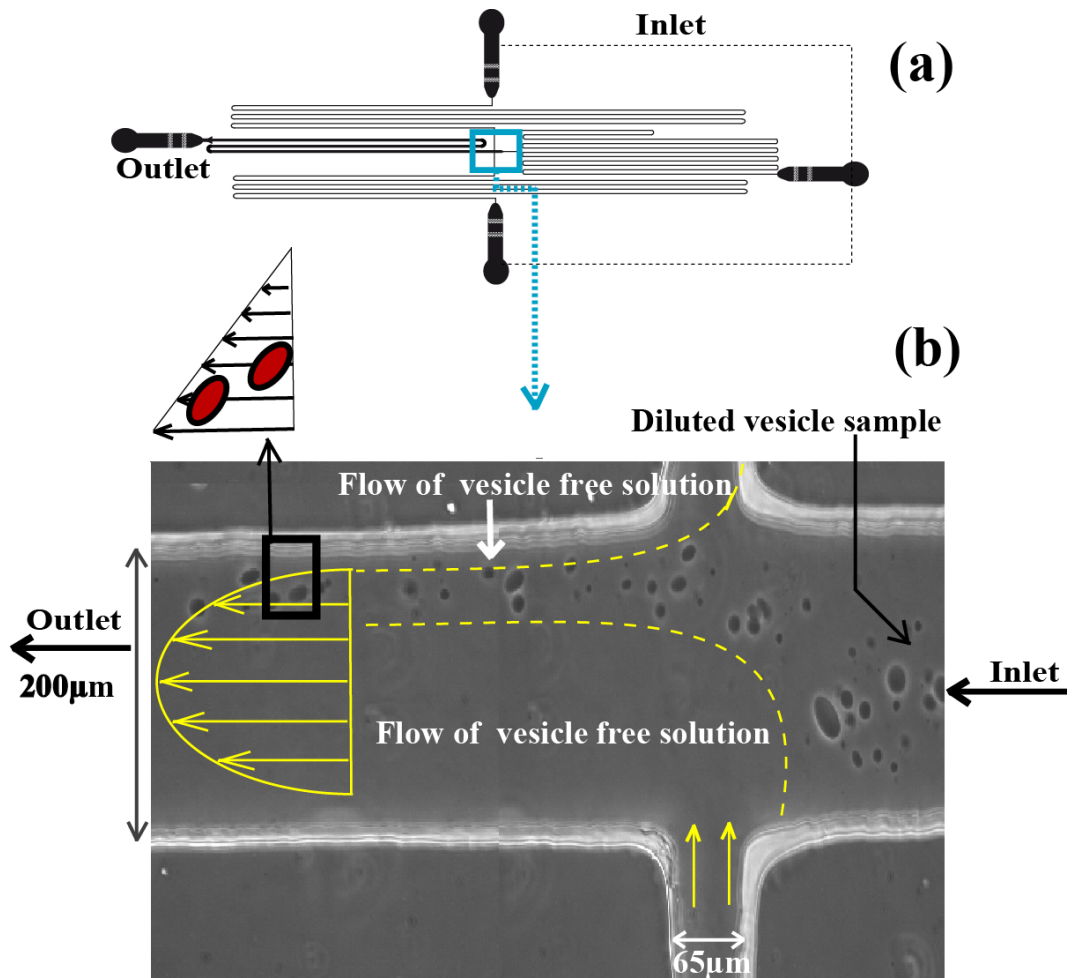 Inlet
(a)
Outlet
(b)
Diluted vesicle sample
Flow of vesicle free solution
Outlet
200μm
Inlet
Flow of vesicle free solution
65μm